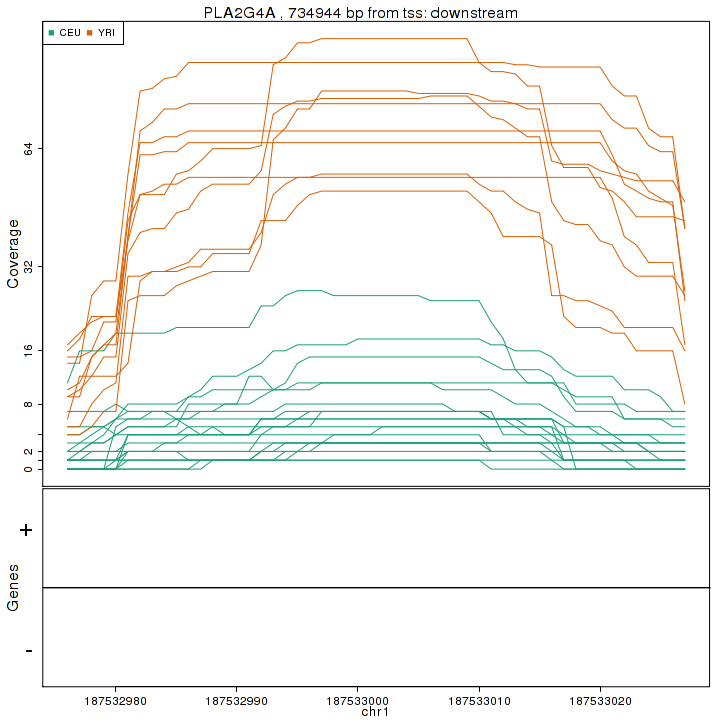 PLA2G4A , 734944 bp from tss: downstream
CEU YRI
Coverage
64
32
16
8
2
0
Genes
+
-
187532980 187532990 187533000 187533010 187533020
chr1